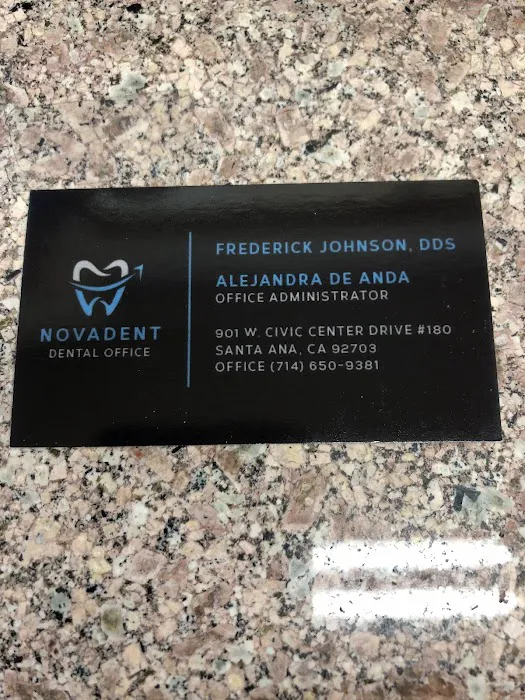 NOVADENT
DENTAL OFFICE
FREDERICK JOHNSON, DDS
ALEJANDRA DE ANDA
OFFICE ADMINISTRATOR
901 W. CIVIC CENTER DRIVE #180
SANTA ANA, CA 92703
OFFICE (714) 650-9381